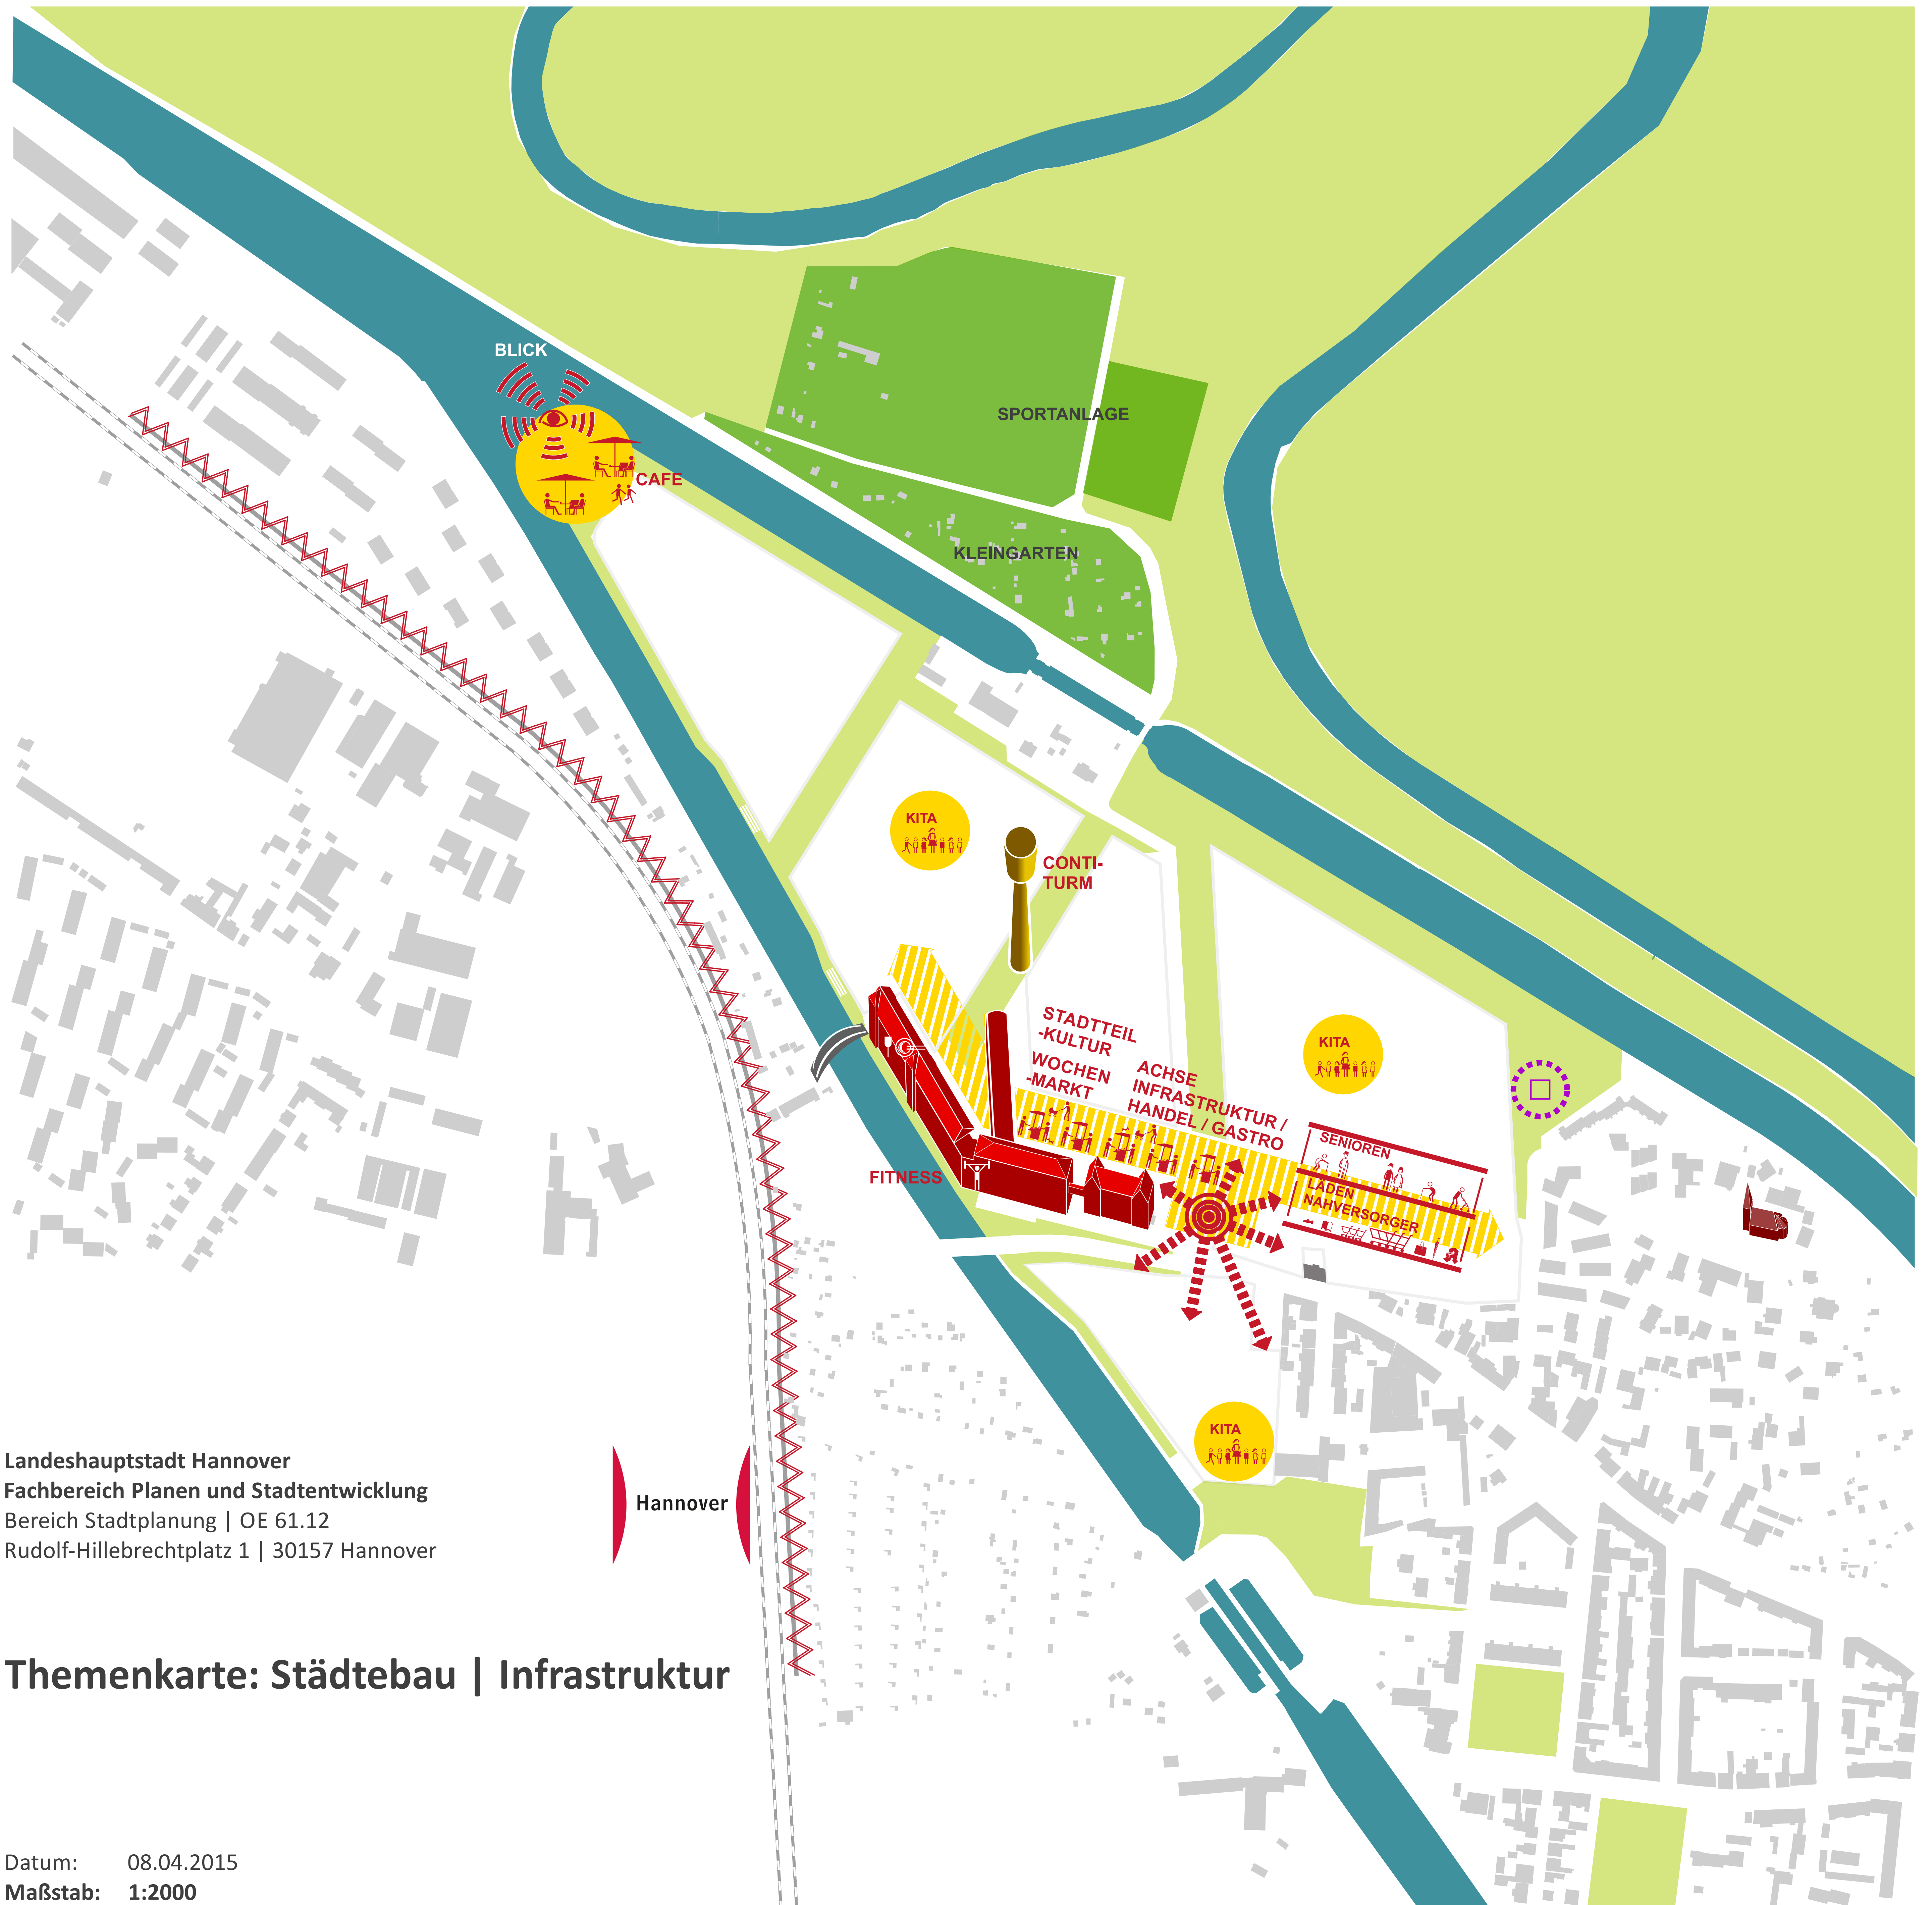 BLICK
CAFE
SPORTANLAGE
KLEINGARTEN
KITA
CONTI-
TURM
STADTTEIL
-KULTUR
WOCHEN
-MARKT
ACHSE
INFRASTRUKTUR /
HANDEL / GASTRO
KITA
SENIOREN
LÄDEN
NAHVERSORGER
FITNESS
KITA
Landeshauptstadt Hannover
Fachbereich Planen und Stadtentwicklung
Bereich Stadtplanung | OE 61.12
Rudolf-Hillebrechtplatz 1 | 30157 Hannover
Hannover
Themenkarte: Städtebau | Infrastruktur
Datum: 08.04.2015
Maßstab: 1:2000